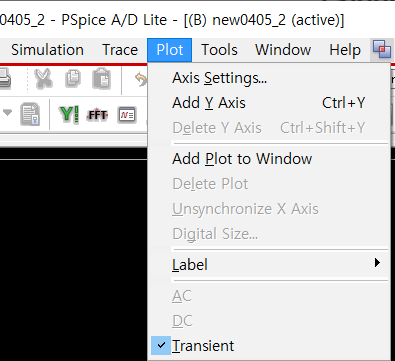 0405_2 - PSpice A/D Lite - [(B) new0405_2 (active)]
Simulation Trace Plot Tools Window Help
Axis Settings...
Add Y Axis Ctrl+Y
Delete Y Axis Ctrl+Shift+Y
Y! FFT
Add Plot to Window
Delete Plot
Unsynchronize X Axis
Digital Size...
Label
AC
DC
Transient